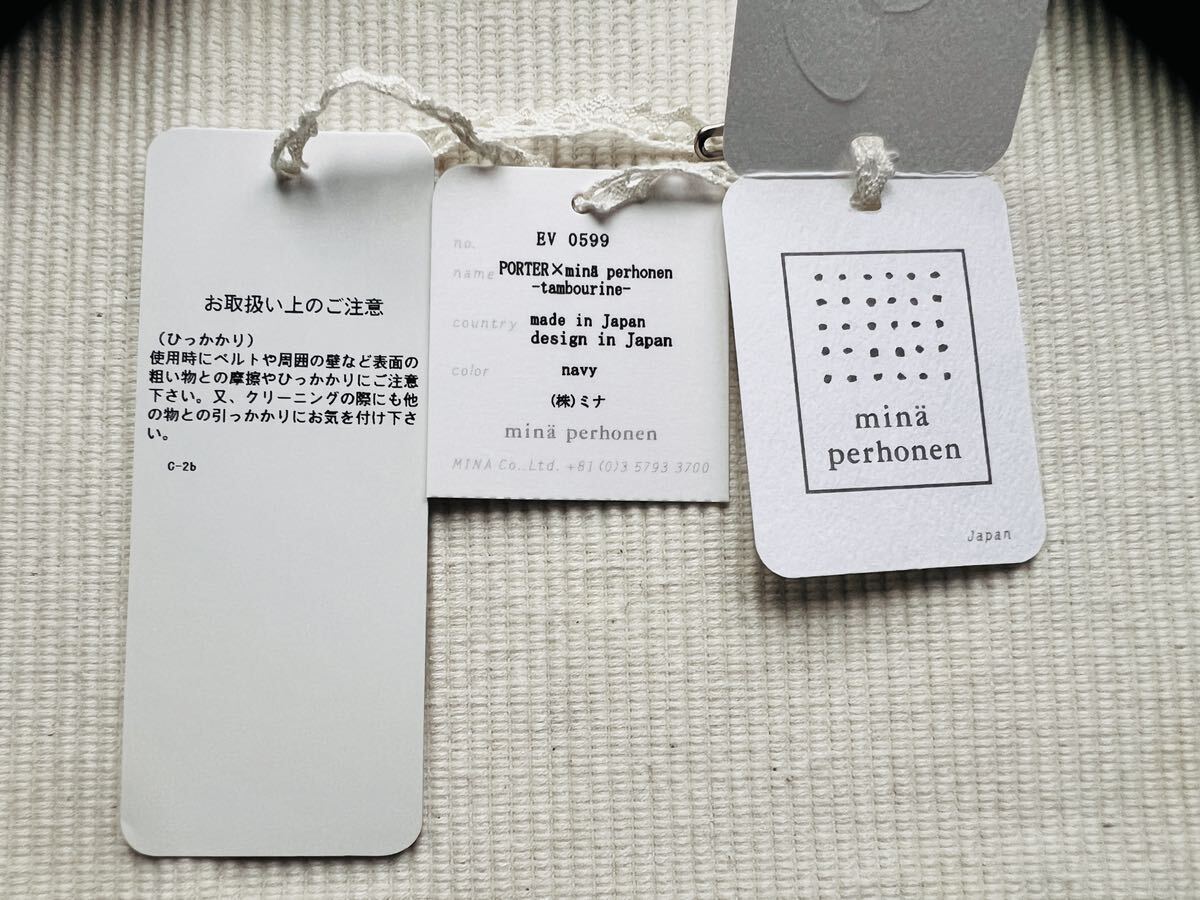 お取扱い上のご注意
（ひっかかり）
使用時にベルトや周囲の壁など表面の
粗い物との摩擦やひっかかりにご注意
下さい。又、クリーニングの際にも他
の物との引っかかりにお気を付け下さ
い。
C-2b
no. EV 0599
name PORTER×minä perhonen
-tambourine-
country made in Japan
design in Japan
color navy
(株)ミナ
minä perhonen
MINA Co., Ltd. +81(0)3 5793 3700
minä
perhonen
Japan